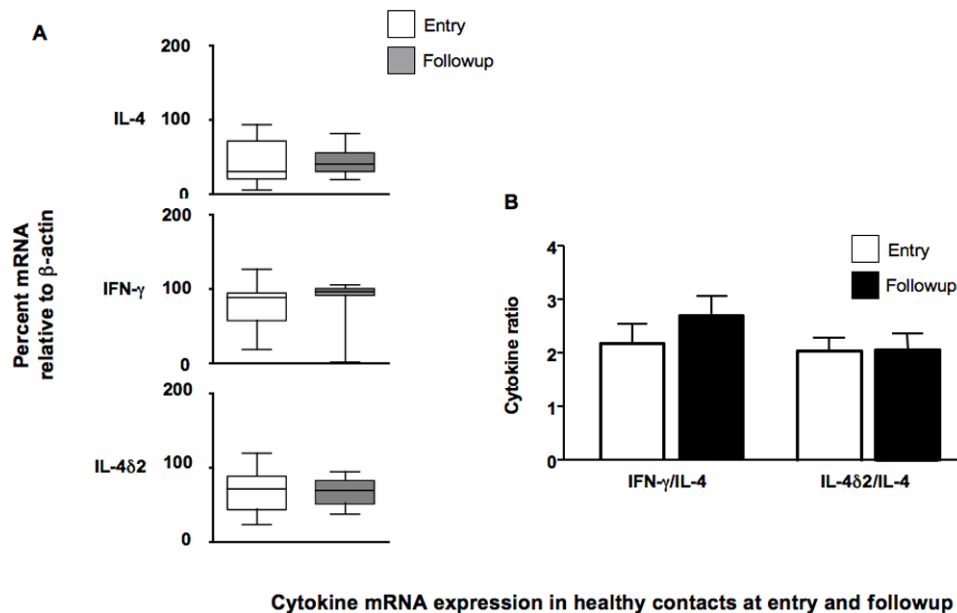 A
Entry
Followup
Percent mRNA
relative to β-actin
IL-4
200
100
0
IFN-γ
200
100
0
IL-4δ2
200
100
0
B
Entry
Followup
Cytokine ratio
4
3
2
1
0
IFN-γ/IL-4
IL-4δ2/IL-4
Cytokine mRNA expression in healthy contacts at entry and followup